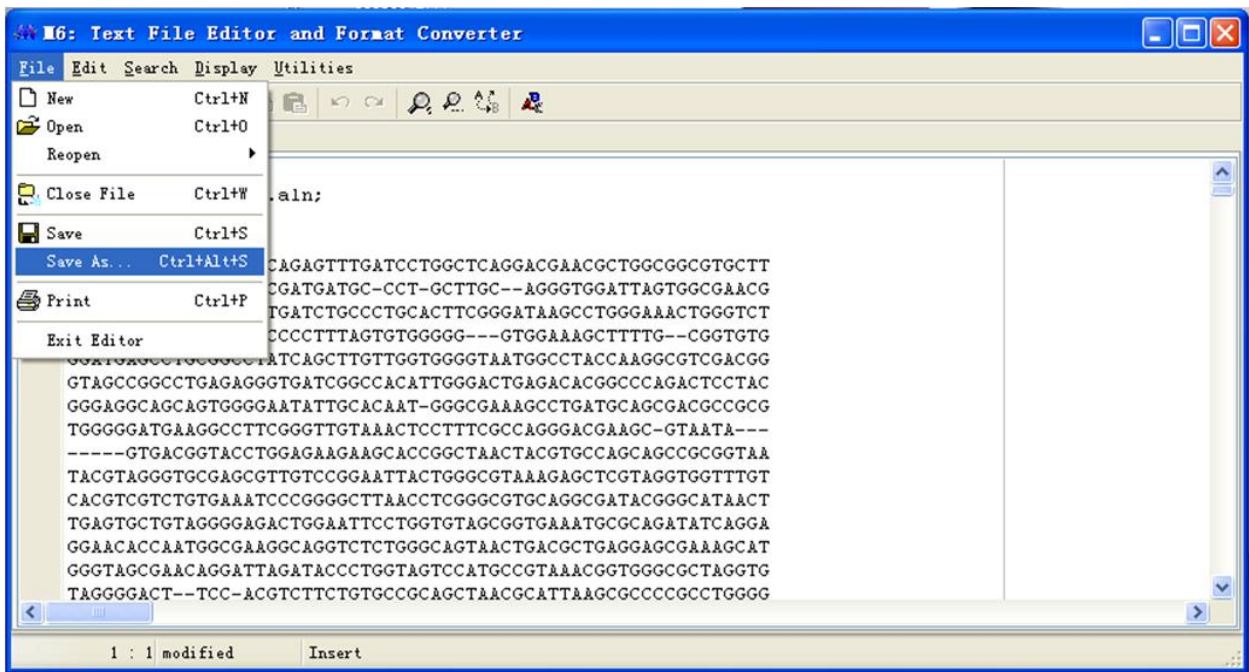 M6: Text File Editor and Format Converter
File Edit Search Display Utilities
New Ctrl+N
Open Ctrl+O
Reopen
Close File Ctrl+W
Save Ctrl+S
Save As... Ctrl+Alt+S
Print Ctrl+P
Exit Editor
.aln;
CAGAGTTTGATCCTGGCTCAGGACGAACGCTGGCGGCGTGCTT
CGATGATGC-CCT-GCTTGC--AGGGTGGATTAGTGGCGAACG
TGATCTGCCCTGCACTTCGGGATAAGCCTGGGAAACTGGGTCT
CCCCTTTAGTGTGGGGG---GTGGAAAGCTTTTG--CGGTGTG
GGATGAGCCTGCGGCCTATCAGCTTGTTGGTGGGGTAATGGCCTACCAAGGCGTCGACGG
GTAGCCGGCCTGAGAGGGTGATCGGCCACATTGGGACTGAGACACGGCCCAGACTCCTAC
GGGAGGCAGCAGTGGGGAATATTGCACAAT-GGGCGAAAGCCTGATGCAGCGACGCCGCG
TGGGGGATGAAGGCCTTCGGGTTGTAAACTCCTTTCGCCAGGGACGAAGC-GTAATA---
-----GTGACGGTACCTGGAGAAGAAGCACCGGCTAACTACGTGCCAGCAGCCGCGGTAA
TACGTAGGGTGCGAGCGTTGTCCGGAATTACTGGGCGTAAAGAGCTCGTAGGTGGTTTGT
CACGTCGTCTGTGAAATCCCGGGGCTTAACCTCGGGCGTGCAGGCGATACGGGCATAACT
TGAGTGCTGTAGGGGAGACTGGAATTCCTGGTGTAGCGGTGAAATGCGCAGATATCAGGA
GGAACACCAATGGCGAAGGCAGGTCTCTGGGCAGTAACTGACGCTGAGGAGCGAAAGCAT
GGGTAGCGAACAGGATTAGATACCCTGGTAGTCCATGCCGTAAACGGTGGGCGCTAGGTG
TAGGGGACT--TCC-ACGTCTTCTGTGCCGCAGCTAACGCATTAAGCGCCCCGCCTGGGG
1 : 1 modified Insert